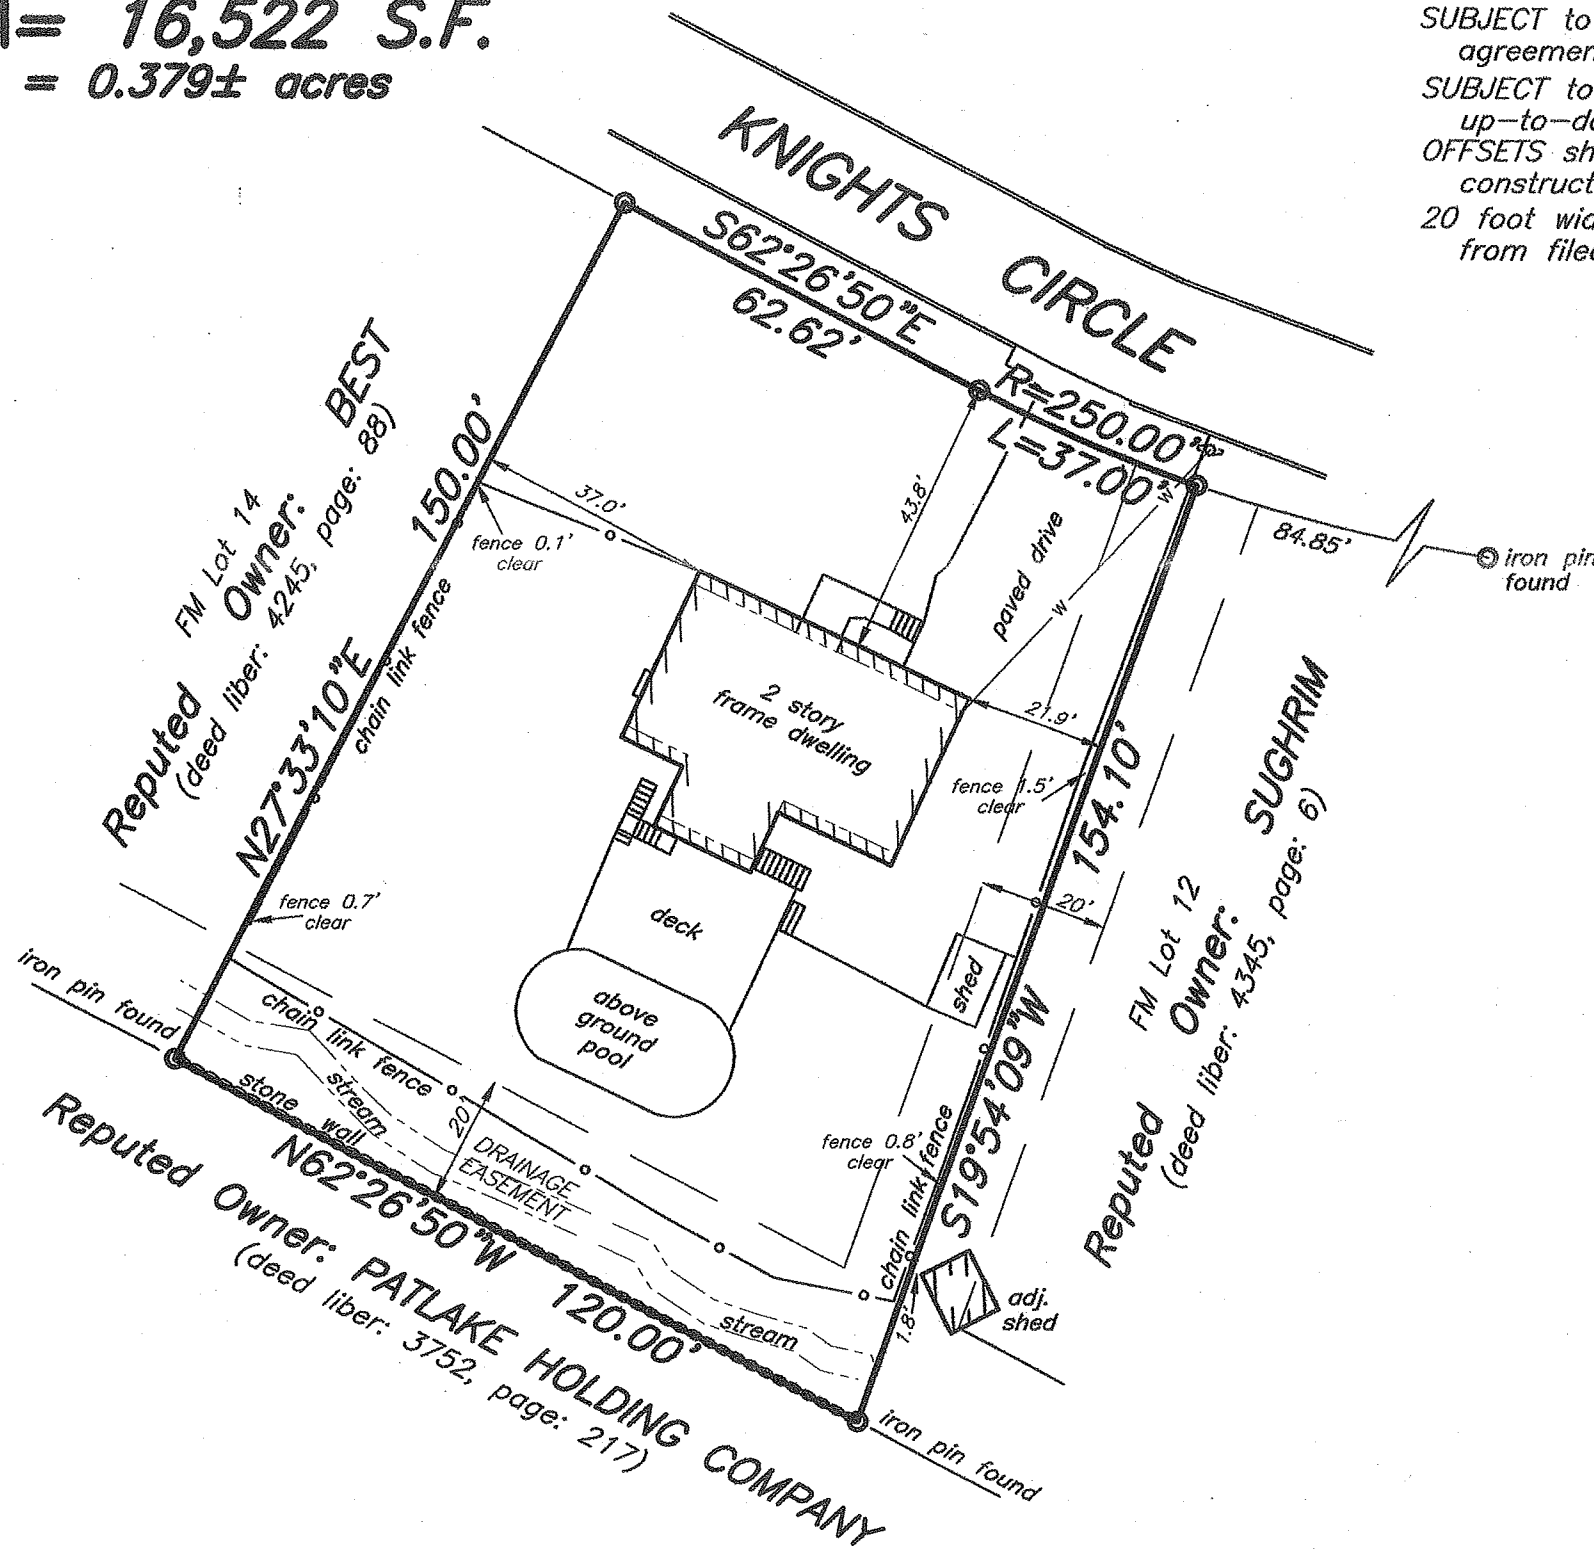 = 16,522 S.F.
= 0.379± acres
SUBJECT to
SUBJECT to
up-to-
OFFSETS
20 foot
from
KNIGHTS CIRCLE
S62°26'50"E
62.62'
R=250.00'
L=37.00'
84.85'
iron pin
found
FM Lot 14
Reputed Owner: BEST
(deed liber: 4245, page: 88)
150.00'
N27°33'10"E
chain link fence
37.0'
fence 0.1'
clear
43.8'
paved drive
w
w
2 story
frame dwelling
21.9'
fence 1.5'
clear
154.10'
S19°54'09"W
20'
FM Lot 12
Reputed Owner: SUGHRIM
(deed liber: 4345, page: 6)
fence 0.7'
clear
deck
above
ground
pool
shed
iron pin found
chain link fence
stream
stone wall
20'
DRAINAGE
EASEMENT
fence 0.8'
clear
chain link fence
1.8'
adj.
shed
stream
N62°26'50"W 120.00'
Reputed Owner: PATLAKE HOLDING COMPANY
(deed liber: 3752, page: 217)
iron pin found